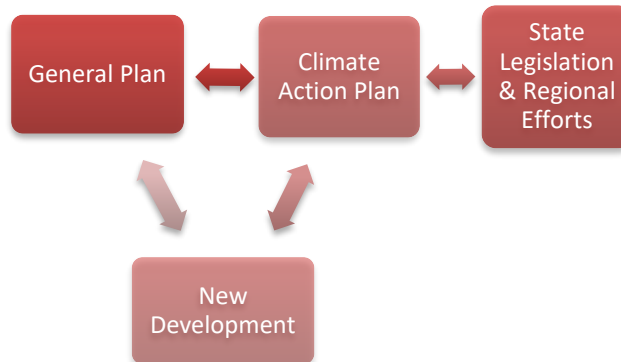 General Plan
Climate
Action Plan
State
Legislation
& Regional
Efforts
New
Development